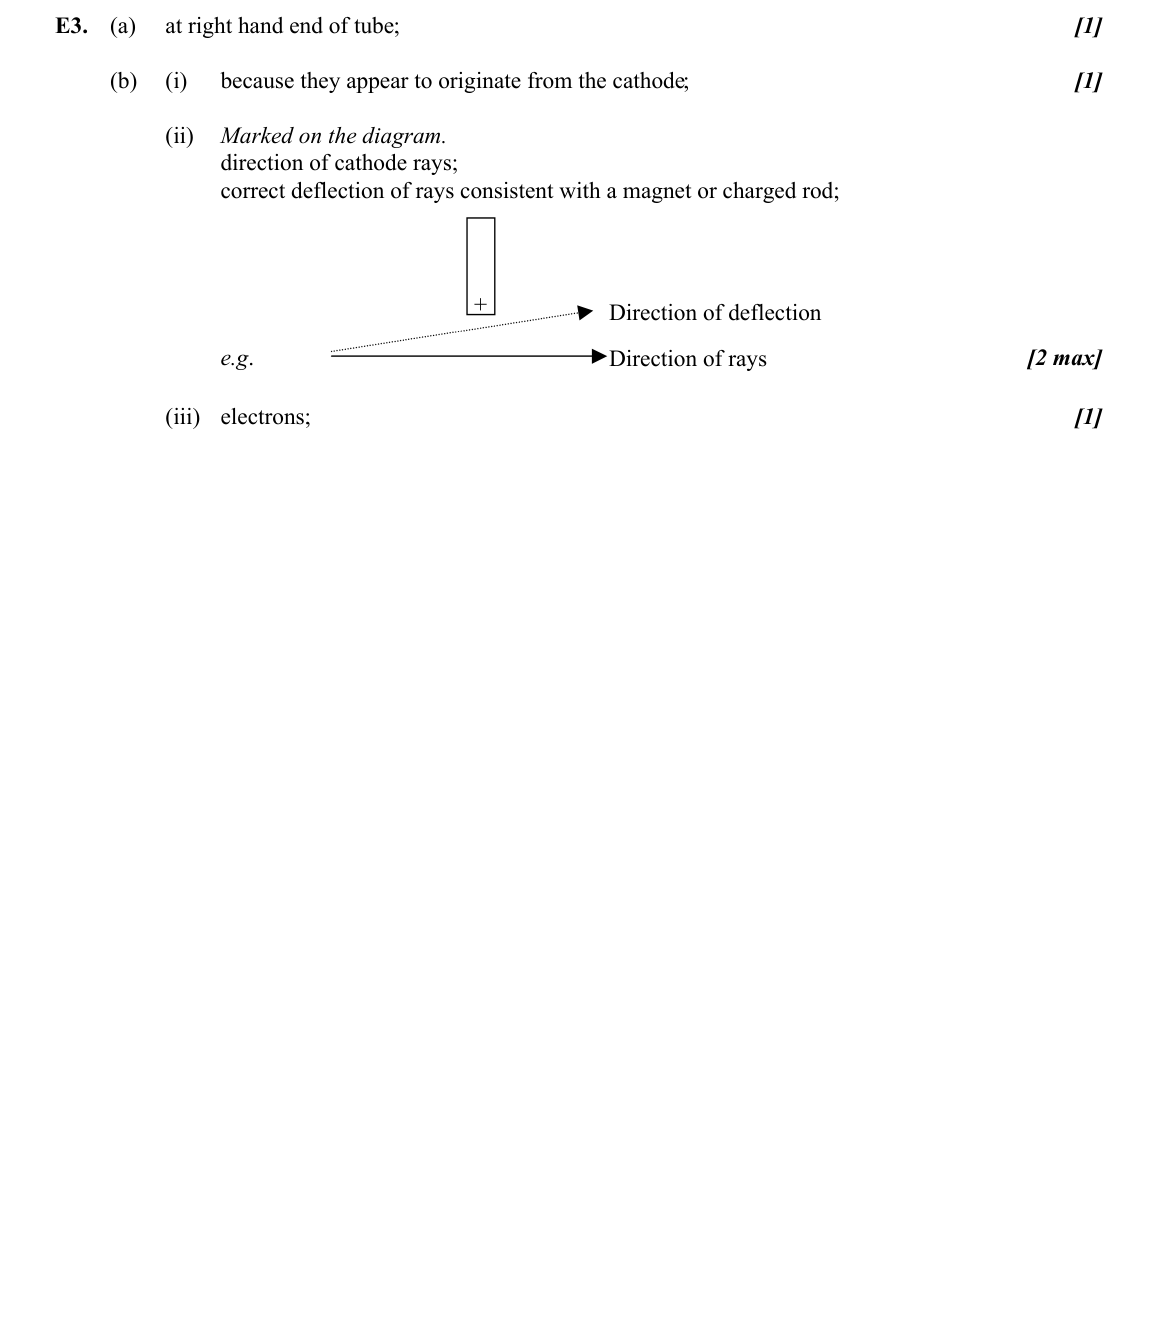 E3. (a) at right hand end of tube; [1]
(b) (i) because they appear to originate from the cathode; [1]
(ii) Marked on the diagram.
direction of cathode rays;
correct deflection of rays consistent with a magnet or charged rod;
+
Direction of deflection
e.g. Direction of rays [2 max]
(iii) electrons; [1]